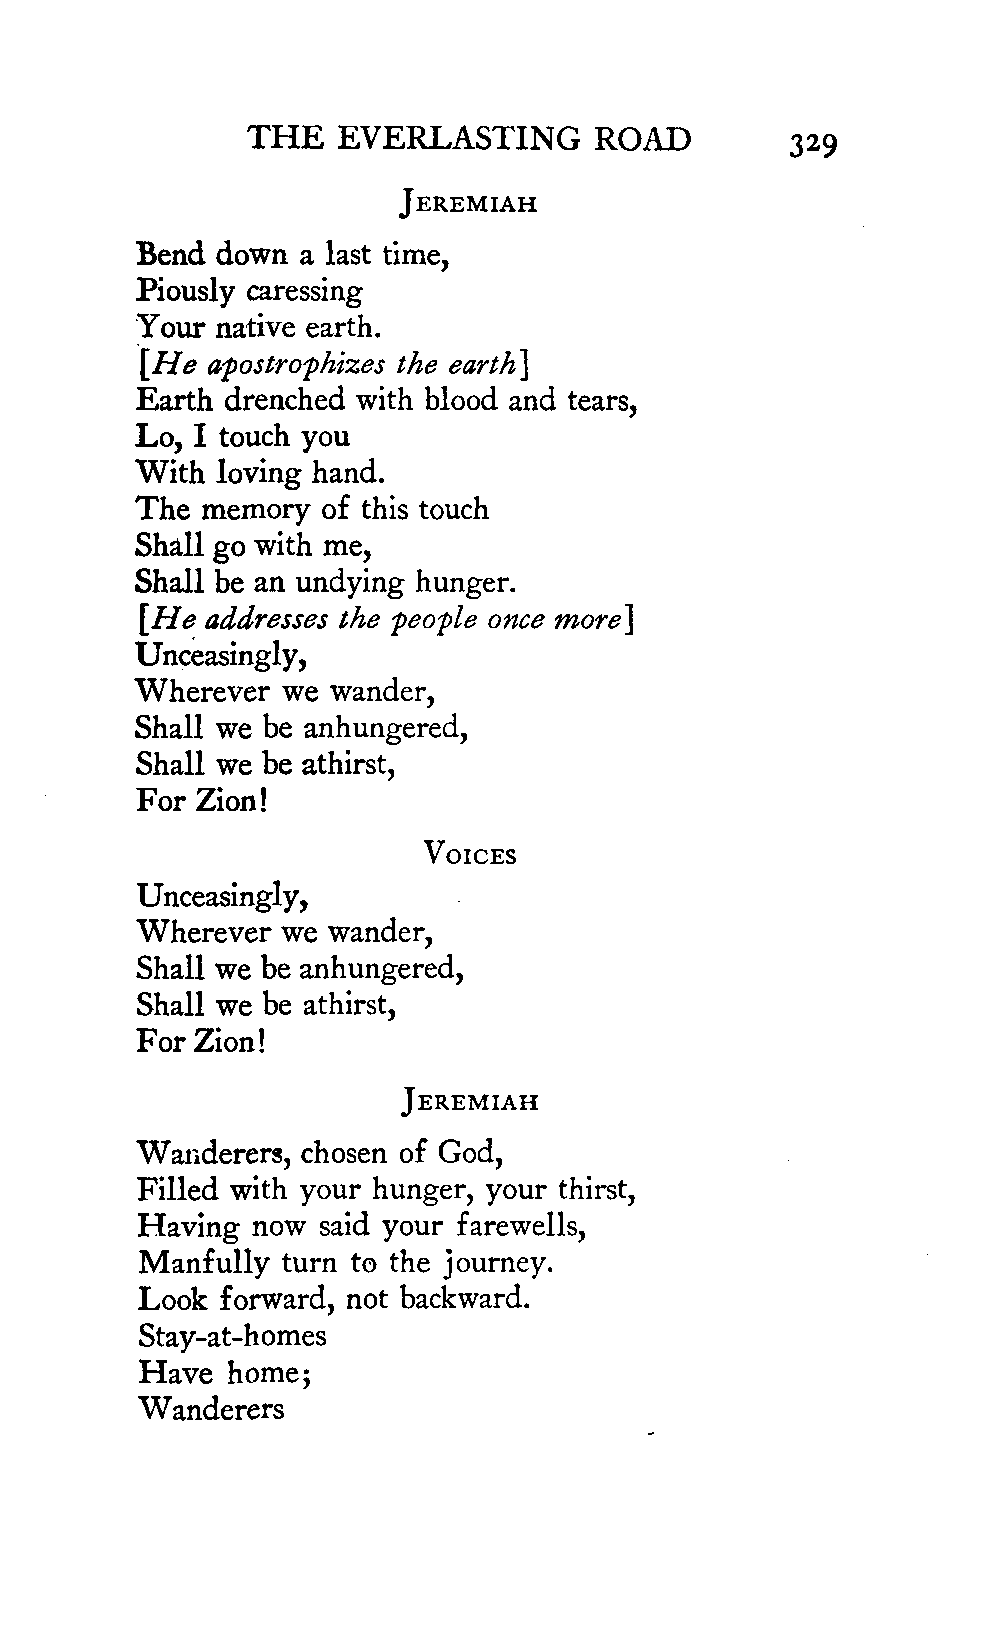 THE EVERLASTING ROAD 329
JEREMIAH
Bend down a last time,
Piously caressing
Your native earth.
[He apostrophizes the earth]
Earth drenched with blood and tears,
Lo, I touch you
With loving hand.
The memory of this touch
Shall go with me,
Shall be an undying hunger.
[He addresses the people once more]
Unceasingly,
Wherever we wander,
Shall we be anhungered,
Shall we be athirst,
For Zion!
VOICES
Unceasingly,
Wherever we wander,
Shall we be anhungered,
Shall we be athirst,
For Zion!
JEREMIAH
Wanderers, chosen of God,
Filled with your hunger, your thirst,
Having now said your farewells,
Manfully turn to the journey.
Look forward, not backward.
Stay-at-homes
Have home;
Wanderers